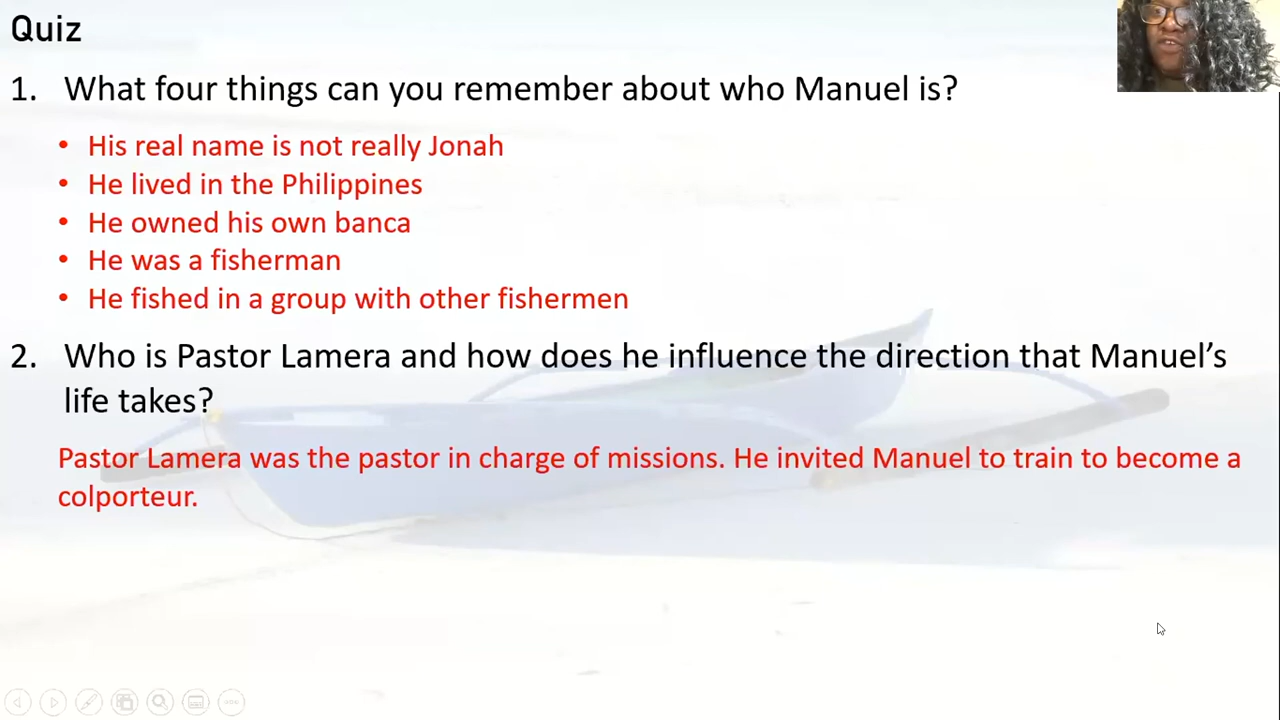 Quiz
1. What four things can you remember about who Manuel is?
• His real name is not really Jonah
• He lived in the Philippines
• He owned his own banca
• He was a fisherman
• He fished in a group with other fishermen
2. Who is Pastor Lamera and how does he influence the direction that Manuel’s
life takes?
Pastor Lamera was the pastor in charge of missions. He invited Manuel to train to become a
colporteur.